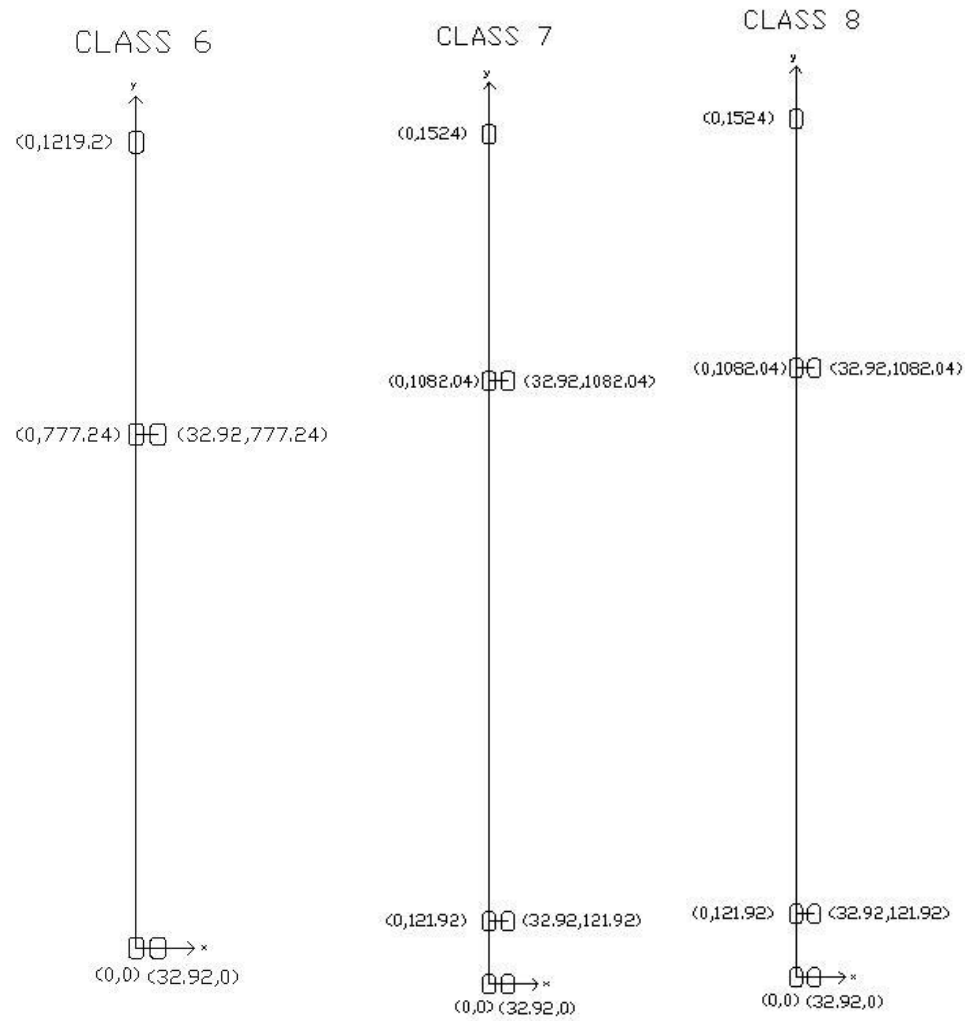 CLASS 6
y
(0,1219.2)
(0,777.24) (32.92,777.24)
x
(0,0) (32.92,0)
CLASS 7
y
(0,1524)
(0,1082.04) (32.92,1082.04)
(0,121.92) (32.92,121.92)
x
(0,0) (32.92,0)
CLASS 8
y
(0,1524)
(0,1082.04) (32.92,1082.04)
(0,121.92) (32.92,121.92)
x
(0,0) (32.92,0)